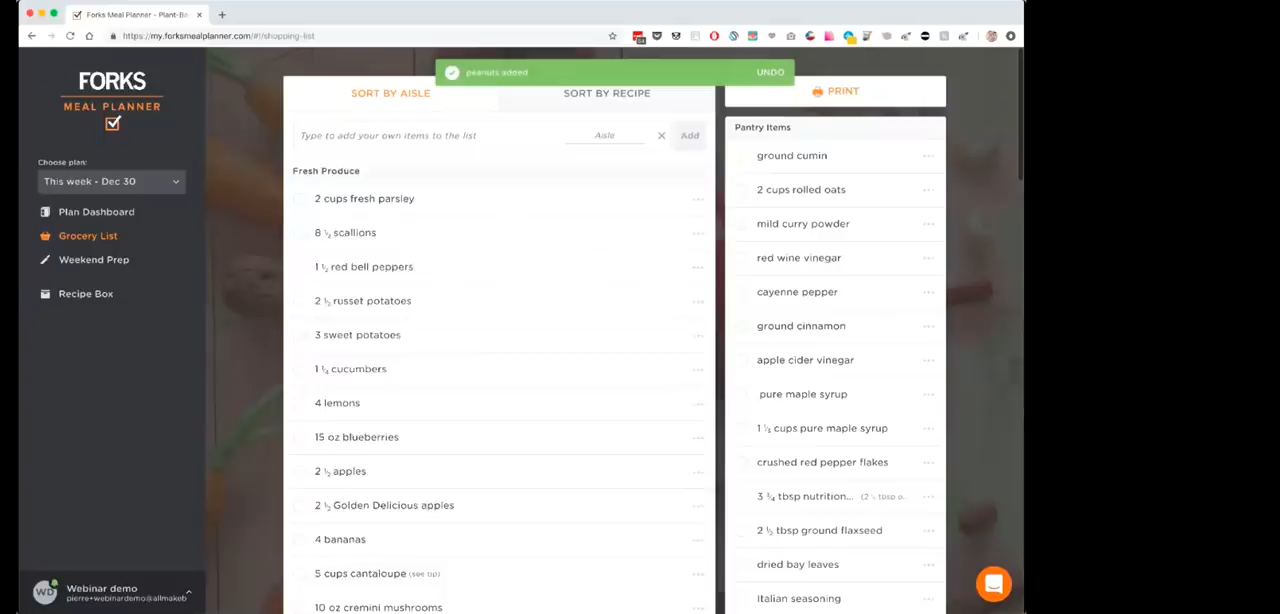 Forks Meal Planner - Plant-Ba
https://my.forksmealplanner.com/#!/shopping-list
FORKS
MEAL PLANNER
Choose plan:
This week - Dec 30
Plan Dashboard
Grocery List
Weekend Prep
Recipe Box
Webinar demo
pierre+webinardemo@allmakeb
peanuts added
UNDO
SORT BY AISLE
SORT BY RECIPE
Type to add your own items to the list
Aisle
Add
Fresh Produce
2 cups fresh parsley
8 ½ scallions
1 ½ red bell peppers
2 ½ russet potatoes
3 sweet potatoes
1 ¼ cucumbers
4 lemons
15 oz blueberries
2 ½ apples
2 ½ Golden Delicious apples
4 bananas
5 cups cantaloupe (see tip)
10 oz cremini mushrooms
PRINT
Pantry Items
ground cumin
2 cups rolled oats
mild curry powder
red wine vinegar
cayenne pepper
ground cinnamon
apple cider vinegar
pure maple syrup
cups pure maple syrup
crushed red pepper flakes
3 ¾ tbsp nutrition...
2 ½ tbsp ground flaxseed
dried bay leaves
Italian seasoning